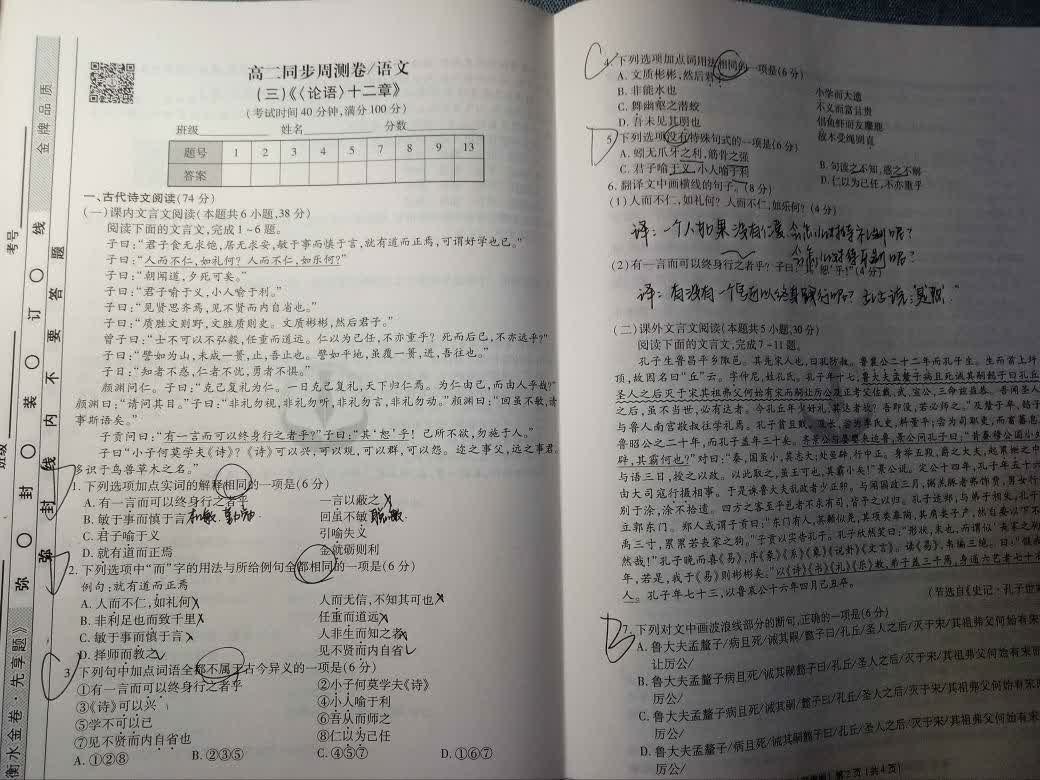 金牌品质
衡水金卷·先享题》
班级
考号
弥 封 线 内 不 要 答 题
弥 〇 封 〇 装 〇 订 〇 线
高二同步周测卷/语文
(三)《〈论语〉十二章》
(考试时间40分钟,满分100分)
班级 姓名 分数
题号 1 2 3 4 5 7 8 9 13
答案
一、古代诗文阅读(74分)
(一)课内文言文阅读(本题共6小题,38分)
阅读下面的文言文,完成1~6题。
子曰:“君子食无求饱,居无求安,敏于事而慎于言,就有道而正焉,可谓好学也已。”
子曰:“人而不仁,如礼何?人而不仁,如乐何?”
子曰:“朝闻道,夕死可矣。”
子曰:“君子喻于义,小人喻于利。”
子曰:“见贤思齐焉,见不贤而内自省也。”
子曰:“质胜文则野,文胜质则史。文质彬彬,然后君子。”
曾子曰:“士不可以不弘毅,任重而道远。仁以为己任,不亦重乎?死而后已,不亦远乎?”
子曰:“譬如为山,未成一篑,止,吾止也。譬如平地,虽覆一篑,进,吾往也。”
子曰:“知者不惑,仁者不忧,勇者不惧。”
颜渊问仁。子曰:“克己复礼为仁。一日克己复礼,天下归仁焉。为仁由己,而由人乎哉?”
颜渊曰:“请问其目。”子曰:“非礼勿视,非礼勿听,非礼勿言,非礼勿动。”颜渊曰:“回虽不敏,请
事斯语矣。”
子贡问曰:“有一言而可以终身行之者乎?”子曰:“其‘恕’乎!己所不欲,勿施于人。”
子曰“小子何莫学夫《诗》?《诗》可以兴,可以观,可以群,可以怨。迩之事父,远之事君,
多识于鸟兽草木之名。”
1. 下列选项加点实词的解释相同的一项是(6分)
A. 有一言而可以终身行之者乎 一言以蔽之
B. 敏于事而慎于言 回虽不敏
C. 君子喻于义 引喻失义
D. 就有道而正焉 金就砺则利
2. 下列选项中“而”字的用法与所给例句全都相同的一项是(6分)
例句:就有道而正焉
A. 人而不仁,如礼何 人而无信,不知其可也
B. 非利足也而致千里 任重而道远
C. 敏于事而慎于言 人非生而知之者
D. 择师而教之 见不贤而内自省
3. 下列句中加点词语全都不属于古今异义的一项是(6分)
①有一言而可以终身行之者乎 ②小子何莫学夫《诗》
③《诗》可以兴 ④小人喻于利
⑤学不可以已 ⑥吾从而师之
⑦见不贤而内自省也 ⑧仁以为己任
A. ①②⑧ B. ②③⑤ C. ④⑤⑦ D. ①⑥⑦
C
4. 下列选项加点词用法相同的一项是(6分)
A. 文质彬彬,然后君子 小学而大遗
B. 非能水也 不义而富且贵
C. 舞幽壑之潜蛟 侣鱼虾而友麋鹿
D. 吾未见其明也 故木受绳则直
D
5. 下列选项没有特殊句式的一项是(6分)
A. 蚓无爪牙之利,筋骨之强 B. 句读之不知,惑之不解
C. 君子喻于义,小人喻于利 D. 仁以为己任,不亦重乎
6. 翻译文中画横线的句子。(8分)
(1)人而不仁,如礼何?人而不仁,如乐何?(4分)
译:一个人如果没有仁爱
(2)有一言而可以终身行之者乎?子曰:“其‘恕’乎!”(4分)
译:有没有一个
(二)课外文言文阅读(本题共5小题,30分)
阅读下面的文言文,完成7~11题。
孔子生鲁昌平乡陬邑。其先宋人也,曰孔防叔。鲁襄公二十二年而孔子生。生而首上圩
顶,故因名曰“丘”云。字仲尼,姓孔氏。孔子年十七,鲁大夫孟釐子病且死诫其嗣懿子曰孔丘
圣人之后灭于宋其祖弗父何始有宋而嗣让厉公及正考父佐戴、武、宣公,三命兹益恭。吾闻圣人
之后,虽不当世,必有达者。今孔丘年少好礼,其达者欤?吾即没,若必师之。”及釐子卒,懿子
与鲁人南宫敬叔往学礼焉。孔子贫且贱。及长,尝为季氏史,料量平;尝为司职吏,而畜蕃息。
鲁昭公之二十年,而孔子盖年三十矣。齐景公与晏婴来适鲁,景公问孔子曰:“昔秦穆公国小处
辟,其霸何也?”对曰:“秦,国虽小,其志大;处虽辟,行中正。身举五羖,爵之大夫,起累绁之中,
与语三日,授之以政。以此取之,虽王可也,其霸小矣!”景公说。定公十四年,孔子年五十六,
由大司寇行摄相事。于是诛鲁大夫乱政者少正卯。与闻国政三月,粥羔豚者弗饰贾,男女行者
别于涂,涂不拾遗。四方之客至乎邑者不求有司,皆予之以归。孔子适郑,与弟子相失,孔子独
立郭东门。郑人或谓子贡曰:“东门有人,其颡似尧,其项类皋陶,其肩类子产,然自要以下不及
禹三寸,累累若丧家之狗。”子贡以实告孔子。孔子欣然笑曰:“形状,末也。而谓似丧家之狗,
然哉!”孔子晚而喜《易》,序《彖》《系》《象》《说卦》《文言》。读《易》,韦编三绝。曰:“假我数
年,若是,我于《易》则彬彬矣。”以《诗》《书》《礼》《乐》教,弟子盖三千焉,身通六艺者七十有二
人。孔子年七十三,以鲁哀公十六年四月己丑卒。
(节选自《史记·孔子世家
7. 下列对文中画波浪线部分的断句,正确的一项是(6分)
A. 鲁大夫孟釐子/病且死/诫其嗣/懿子曰/孔丘/圣人之后/灭于宋/其祖弗父何始有宋
让厉公/
B. 鲁大夫孟釐子病且死/诫其嗣懿子曰/孔丘/圣人之后/灭于宋/其祖弗父何始有宋而
厉公/
C. 鲁大夫孟釐子病且死/诫其嗣/懿子曰/孔丘/圣人之后/灭于宋/其祖弗父何始有宋
厉公/
D. 鲁大夫孟釐子/病且死/诫其嗣懿子曰/孔丘/圣人之后/灭于宋/其祖弗父何始有
厉公/
第2页(共4页)